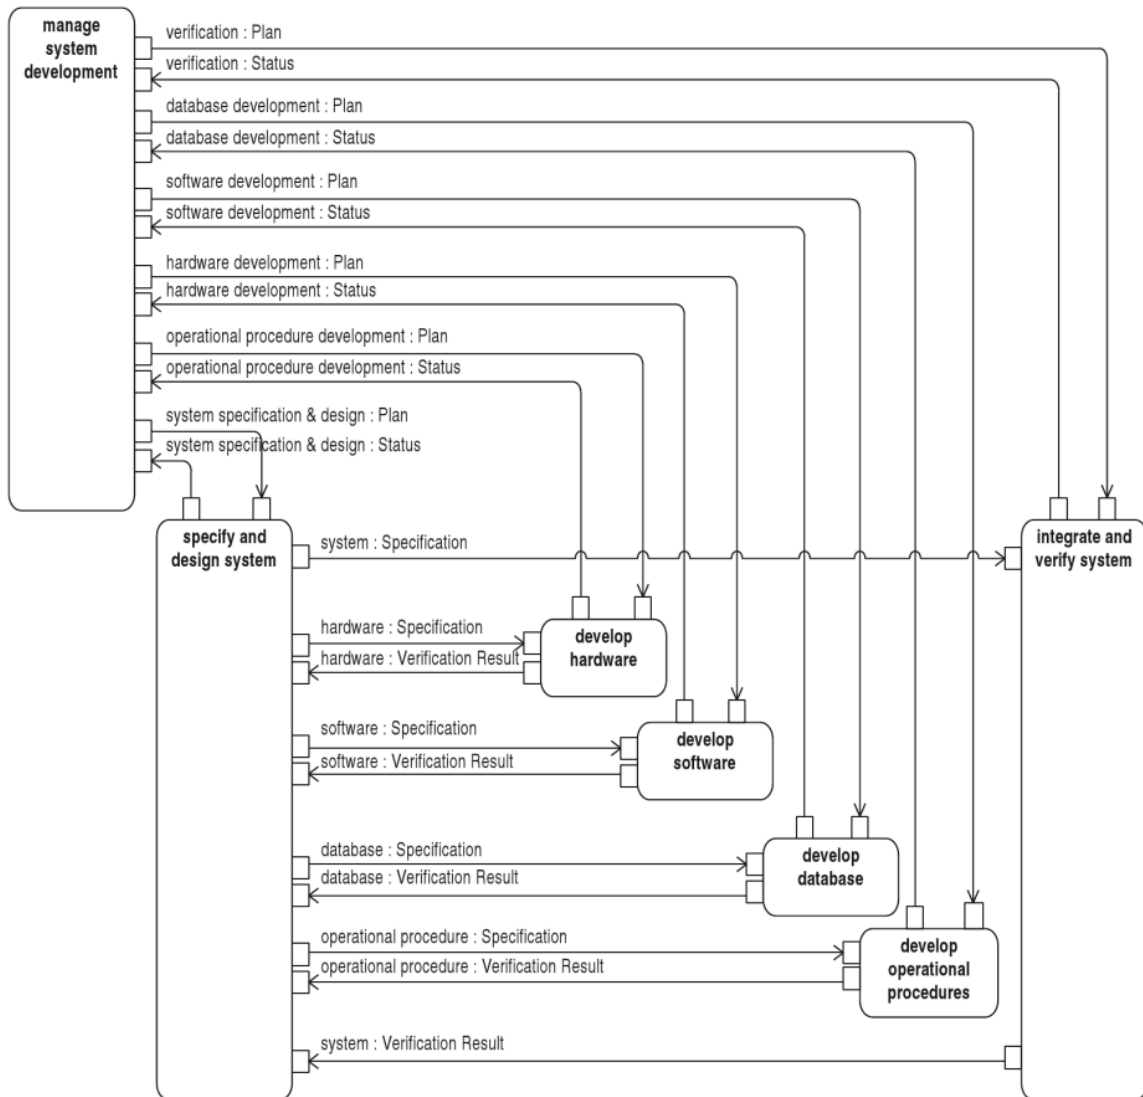 manage
system
development
verification : Plan
verification : Status
database development : Plan
database development : Status
software development : Plan
software development : Status
hardware development : Plan
hardware development : Status
operational procedure development : Plan
operational procedure development : Status
system specification & design : Plan
system specification & design : Status
specify and
design system
integrate and
verify system
system : Specification
hardware : Specification
hardware : Verification Result
develop
hardware
software : Specification
software : Verification Result
develop
software
database : Specification
database : Verification Result
develop
database
operational procedure : Specification
operational procedure : Verification Result
develop
operational
procedures
system : Verification Result